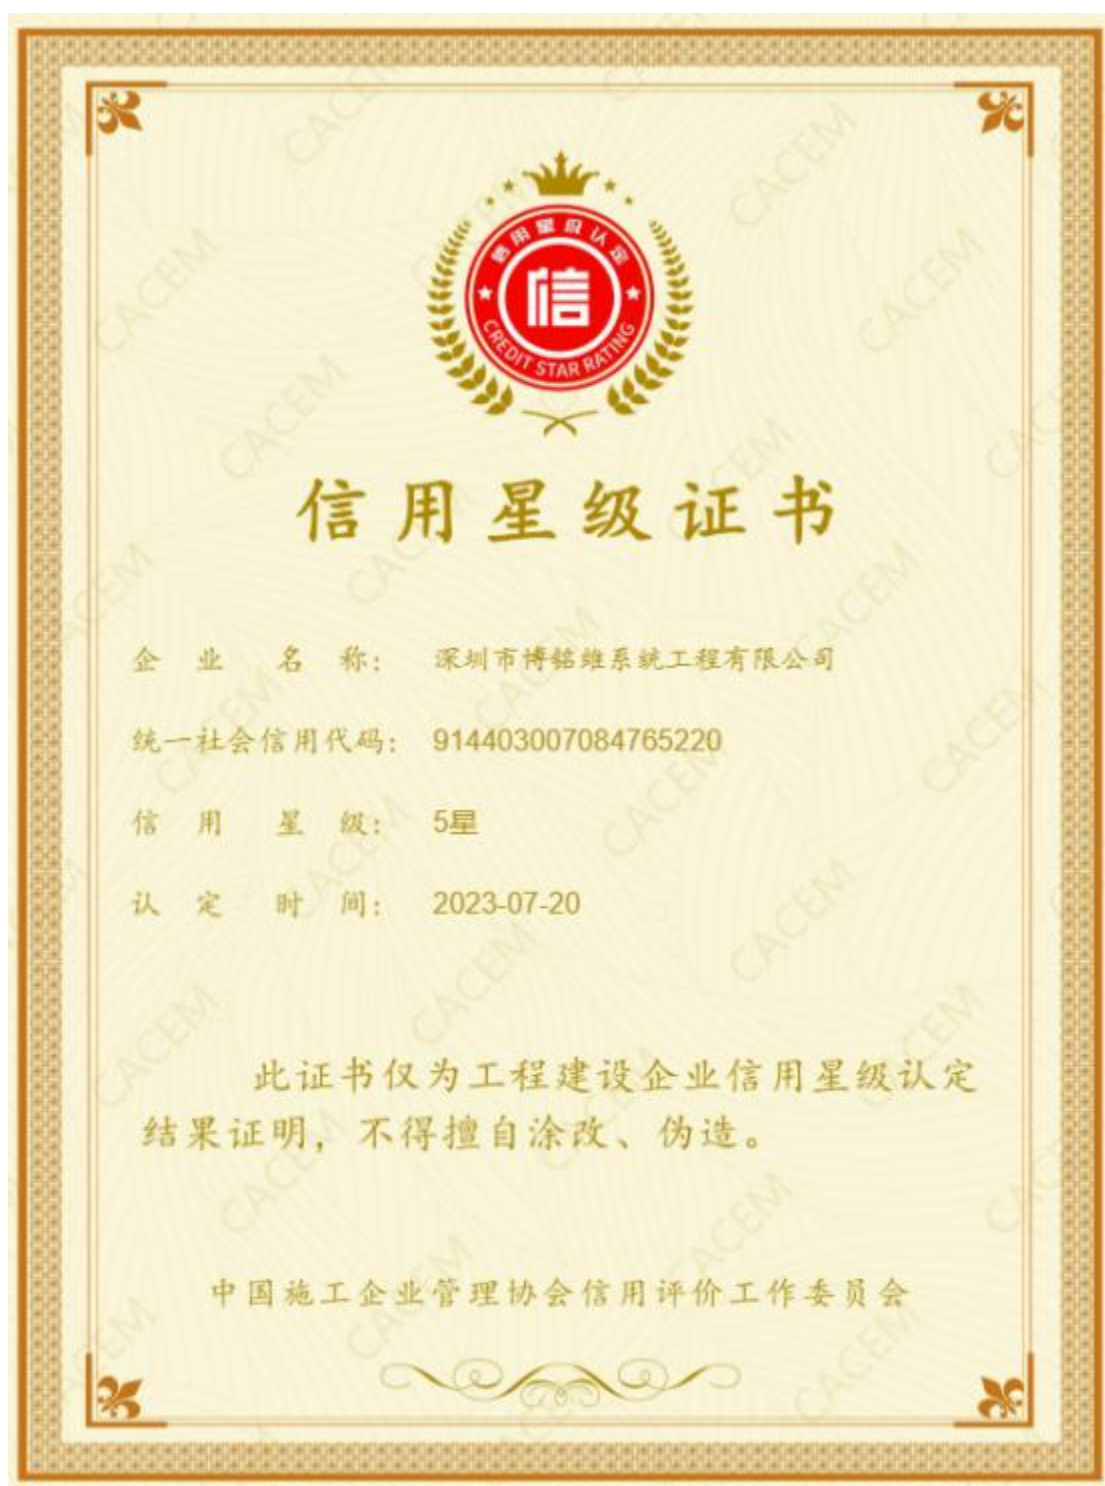 信用星级认定
信
CREDIT STAR RATING
信用星级证书
企业名称： 深圳市博铭维系统工程有限公司
统一社会信用代码： 914403007084765220
信用星级： 5星
认定时间： 2023-07-20
此证书仅为工程建设企业信用星级认定
结果证明，不得擅自涂改、伪造。
中国施工企业管理协会信用评价工作委员会
CACEM